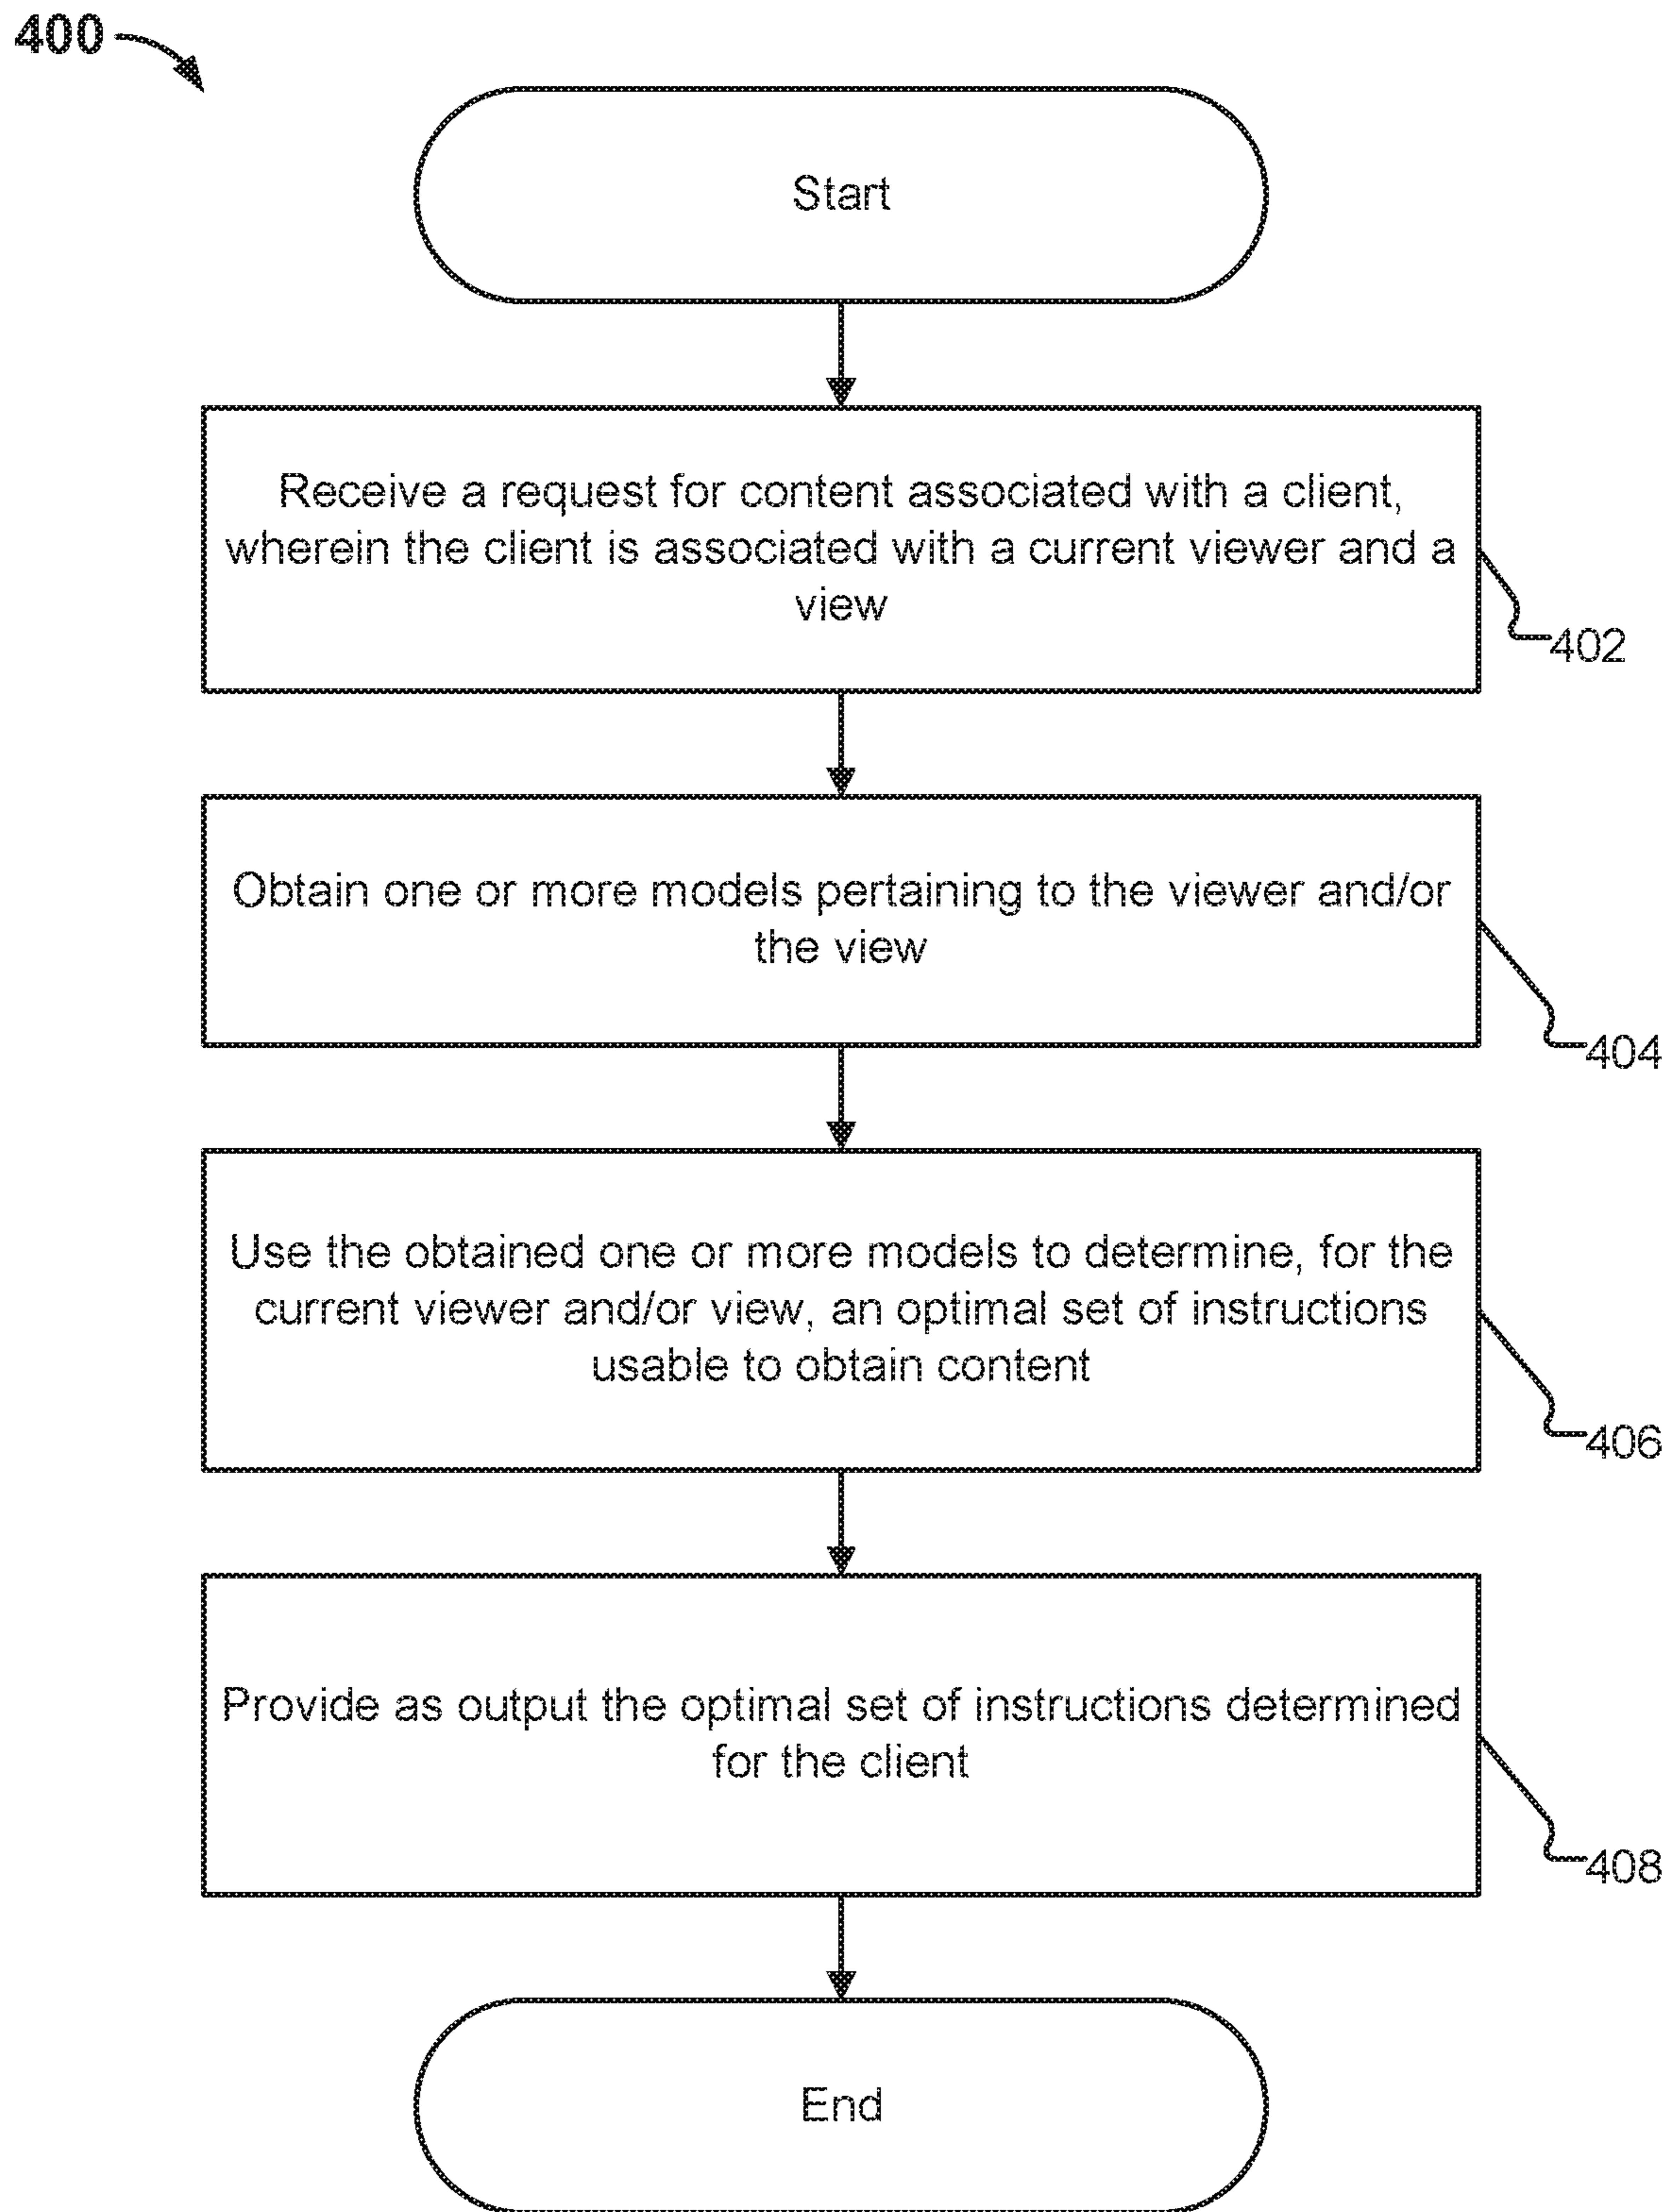 400
Start
Receive a request for content associated with a client,
wherein the client is associated with a current viewer and a
view
402
Obtain one or more models pertaining to the viewer and/or
the view
404
Use the obtained one or more models to determine, for the
current viewer and/or view, an optimal set of instructions
usable to obtain content
406
Provide as output the optimal set of instructions determined
for the client
408
End